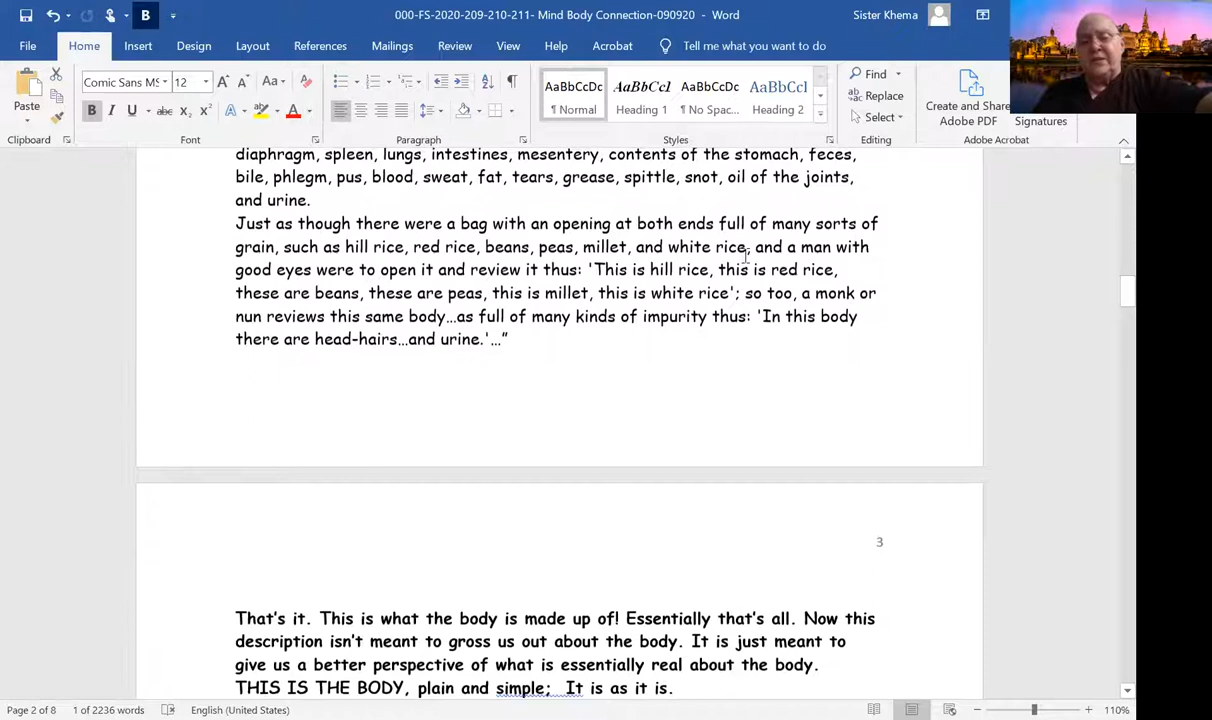 000-FS-2020-209-210-211- Mind Body Connection-090920 - Word
Sister Khema
File Home Insert Design Layout References Mailings Review View Help Acrobat Tell me what you want to do
Paste
Clipboard
Comic Sans MS 12
Font
Paragraph
AaBbCcDc AaBbCcl AaBbCcDc AaBbCcl
¶ Normal Heading 1 ¶ No Spac... Heading 2
Styles
Find
Replace
Select
Editing
Create and Share
Adobe PDF
Signatures
Adobe Acrobat
diaphragm, spleen, lungs, intestines, mesentery, contents of the stomach, feces,
bile, phlegm, pus, blood, sweat, fat, tears, grease, spittle, snot, oil of the joints,
and urine.
Just as though there were a bag with an opening at both ends full of many sorts of
grain, such as hill rice, red rice, beans, peas, millet, and white rice, and a man with
good eyes were to open it and review it thus: 'This is hill rice, this is red rice,
these are beans, these are peas, this is millet, this is white rice'; so too, a monk or
nun reviews this same body…as full of many kinds of impurity thus: 'In this body
there are head-hairs…and urine.'…"
3
That's it. This is what the body is made up of! Essentially that's all. Now this
description isn't meant to gross us out about the body. It is just meant to
give us a better perspective of what is essentially real about the body.
THIS IS THE BODY, plain and simple; It is as it is.
Page 2 of 8 1 of 2236 words English (United States) 110%